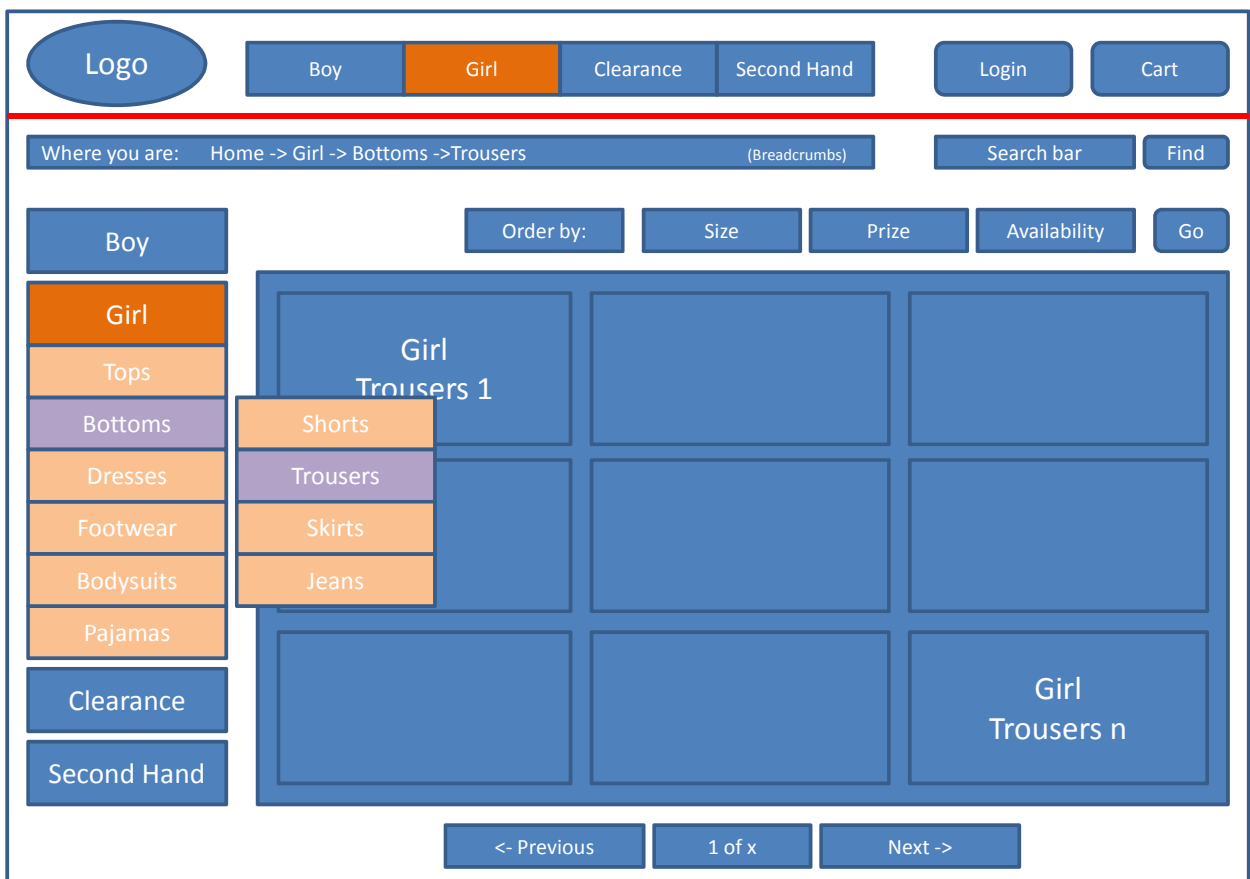 Logo
Boy
Girl
Clearance
Second Hand
Login
Cart
Where you are: Home -> Girl -> Bottoms ->Trousers (Breadcrumbs)
Search bar
Find
Order by:
Size
Prize
Availability
Go
Boy
Girl
Tops
Bottoms
Dresses
Footwear
Bodysuits
Pajamas
Clearance
Second Hand
Shorts
Trousers
Skirts
Jeans
Girl
Trousers 1
Girl
Trousers n
<- Previous
1 of x
Next ->